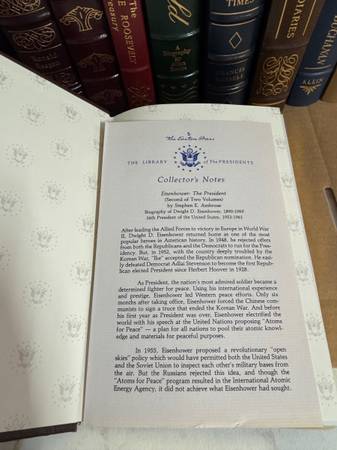 Ronald Reagan
The
Treasury
E. ROOSEVELT
A Biography
TIMES
FRANCIS
DIARIES
BUCHANAN
KLEIN
The Easton Press
THE LIBRARY of The PRESIDENTS
Collector's Notes
Eisenhower: The President
(Second of Two Volumes)
by Stephen E. Ambrose
Biography of Dwight D. Eisenhower, 1890-1969
34th President of the United States, 1953-1961
After leading the Allied Forces to victory in Europe in World War
II, Dwight D. Eisenhower returned home as one of the most
popular heroes in American history. In 1948, he rejected offers
from both the Republicans and the Democrats to run for the Presi-
dency. But, in 1952, with the country deeply troubled by the
Korean War, "Ike" accepted the Republican nomination. He eas-
ily defeated Democrat Adlai Stevenson to become the first Repub-
lican elected President since Herbert Hoover in 1928.
As President, the nation's most admired soldier became a
determined fighter for peace. Using his international experience
and prestige, Eisenhower led Western peace efforts. Only six
months after taking office, Eisenhower forced the Chinese com-
munists to sign a truce that ended the Korean War. And before
his first year as President was over, Eisenhower electrified the
world with his speech at the United Nations proposing "Atoms
for Peace" — a plan for all nations to pool their atomic knowl-
edge and materials for peaceful purposes.
In 1955, Eisenhower proposed a revolutionary "open
skies" policy which would have permitted both the United States
and the Soviet Union to inspect each other's military bases from
the air. But the Russians rejected this idea, and though the
"Atoms for Peace" program resulted in the International Atomic
Energy Agency, it did not achieve what Eisenhower had sought.